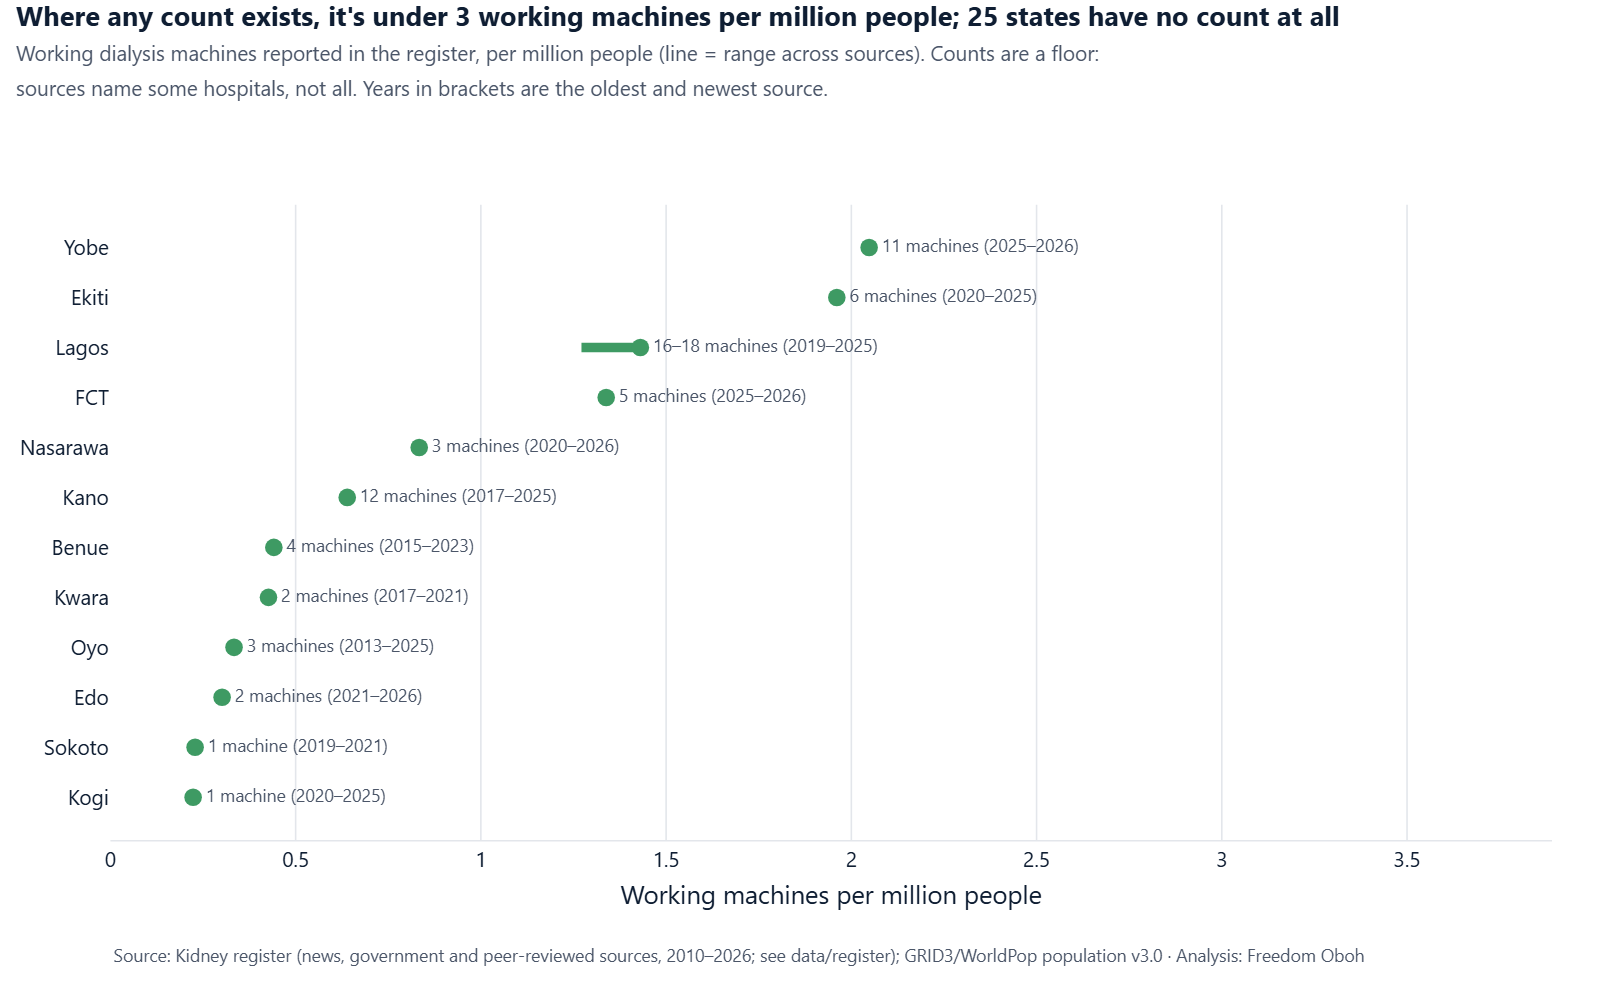 Where any count exists, it's under 3 working machines per million people; 25 states have no count at all
Working dialysis machines reported in the register, per million people (line = range across sources). Counts are a floor:
sources name some hospitals, not all. Years in brackets are the oldest and newest source.
Yobe 11 machines (2025–2026)
Ekiti 6 machines (2020–2025)
Lagos 16–18 machines (2019–2025)
FCT 5 machines (2025–2026)
Nasarawa 3 machines (2020–2026)
Kano 12 machines (2017–2025)
Benue 4 machines (2015–2023)
Kwara 2 machines (2017–2021)
Oyo 3 machines (2013–2025)
Edo 2 machines (2021–2026)
Sokoto 1 machine (2019–2021)
Kogi 1 machine (2020–2025)
0 0.5 1 1.5 2 2.5 3 3.5
Working machines per million people
Source: Kidney register (news, government and peer-reviewed sources, 2010–2026; see data/register); GRID3/WorldPop population v3.0 · Analysis: Freedom Oboh